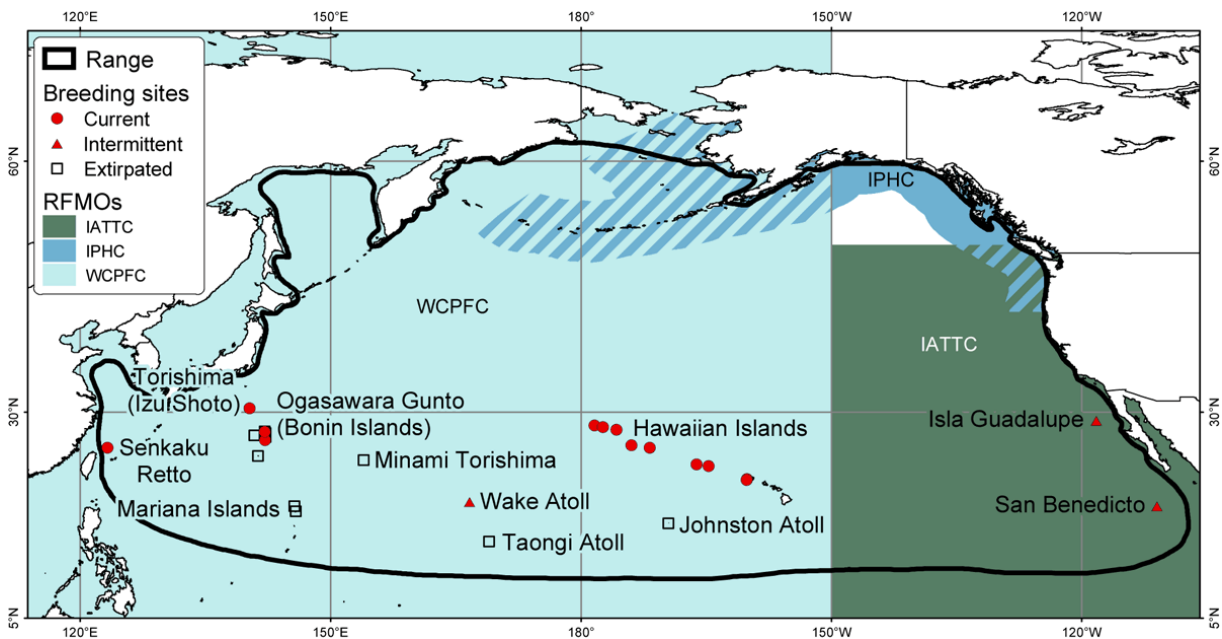 120°E 150°E 180° 150°W 120°W
Range
Breeding sites
Current
Intermittent
Extirpated
RFMOs
IATTC
IPHC
WCPFC
60°N
60°N
IPHC
WCPFC
IATTC
Torishima
(Izu Shoto)
Ogasawara Gunto
(Bonin Islands)
30°N
30°N
Hawaiian Islands
Isla Guadalupe
Senkaku
Retto
Minami Torishima
Mariana Islands
Wake Atoll
San Benedicto
Johnston Atoll
Taongi Atoll
5°N
5°N
120°E 150°E 180° 150°W 120°W